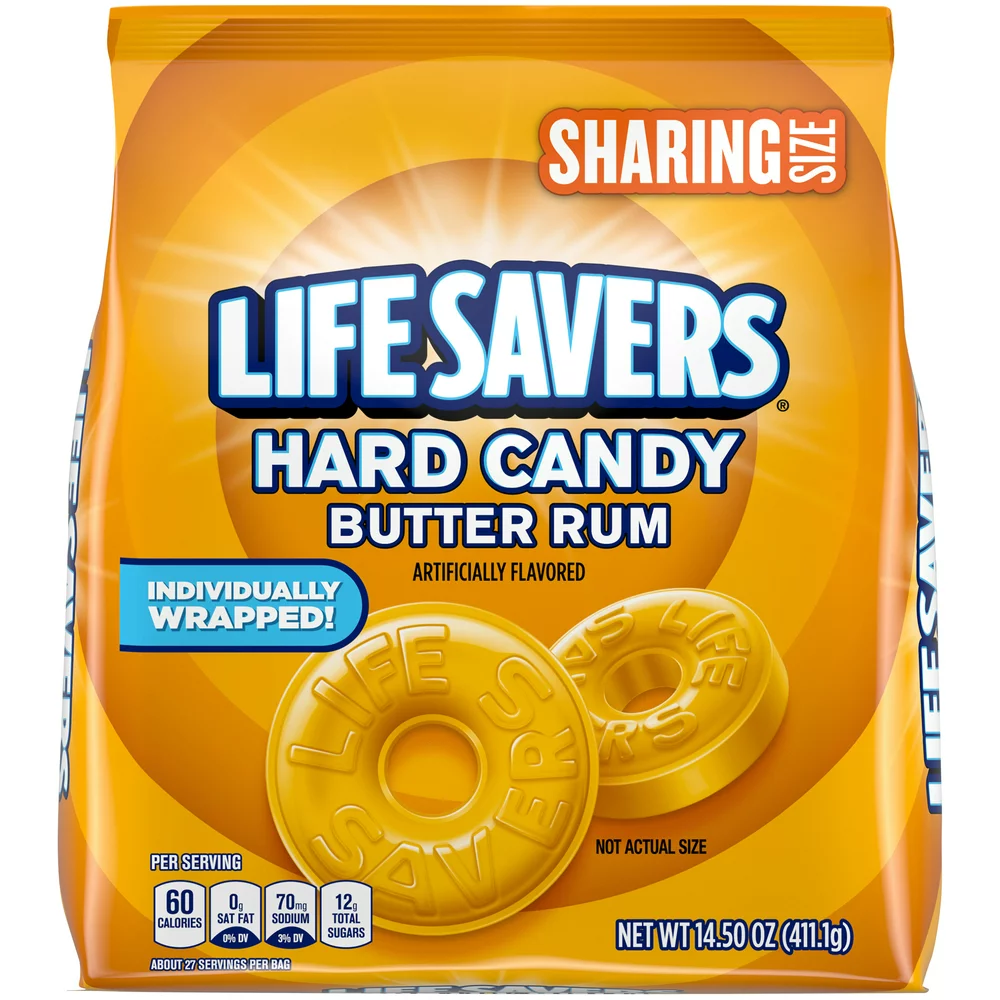 SHARING SIZE
LIFE SAVERS®
HARD CANDY
BUTTER RUM
ARTIFICIALLY FLAVORED
INDIVIDUALLY
WRAPPED!
LIFE SAVERS
LIFE
RS
NOT ACTUAL SIZE
PER SERVING
60 CALORIES
0g SAT FAT 0% DV
70mg SODIUM 3% DV
12g TOTAL SUGARS
ABOUT 27 SERVINGS PER BAG
NET WT 14.50 OZ (411.1g)
LIFE SAVERS
LIFE SAVERS